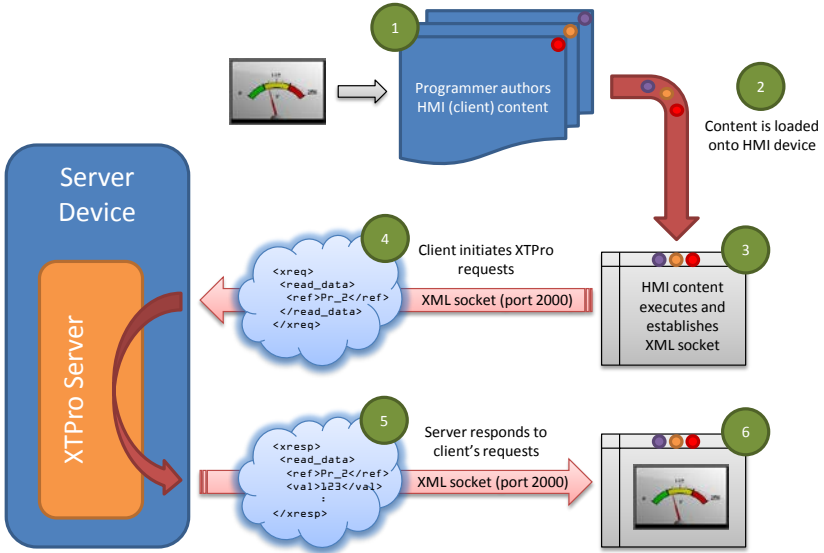 1
Programmer authors
HMI (client) content
2
Content is loaded
onto HMI device
Server
Device
XTPro Server
4
<xreq>
<read_data>
<ref>Pr_2</ref>
</read_data>
</xreq>
Client initiates XTPro
requests
XML socket (port 2000)
3
HMI content
executes and
establishes
XML socket
5
<xresp>
<read_data>
<ref>Pr_2</ref>
<val>123</val>
:
</xresp>
Server responds to
client's requests
XML socket (port 2000)
6